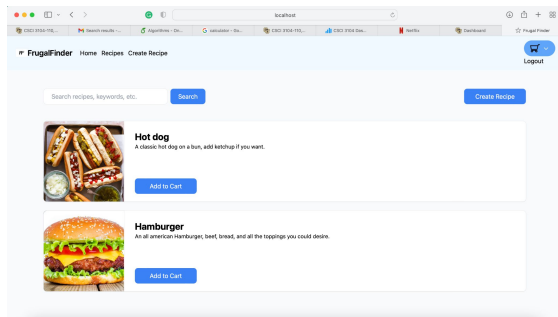 localhost
CSCI 3104-110,...
M Search results -...
Algorithms - On...
G calculator - Go...
CSCI 3104-110,...
CSCI 3104 Des...
N Netflix
Dashboard
Frugal Finder
FrugalFinder Home Recipes Create Recipe
Logout
Search recipes, keywords, etc. Search Create Recipe
Hot dog
A classic hot dog on a bun, add ketchup if you want.
Add to Cart
Hamburger
An all american Hamburger, beef, bread, and all the toppings you could desire.
Add to Cart